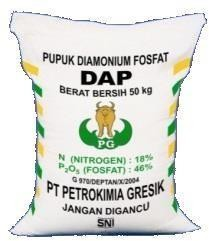 PUPUK DIAMONIUM FOSFAT
DAP
BERAT BERSIH 50 kg
PG
N (NITROGEN) : 18%
P₂O₅ (FOSFAT) : 46%
G 970/DEPTAN/X/2004
PT PETROKIMIA GRESIK
JANGAN DIGANCU
SNI